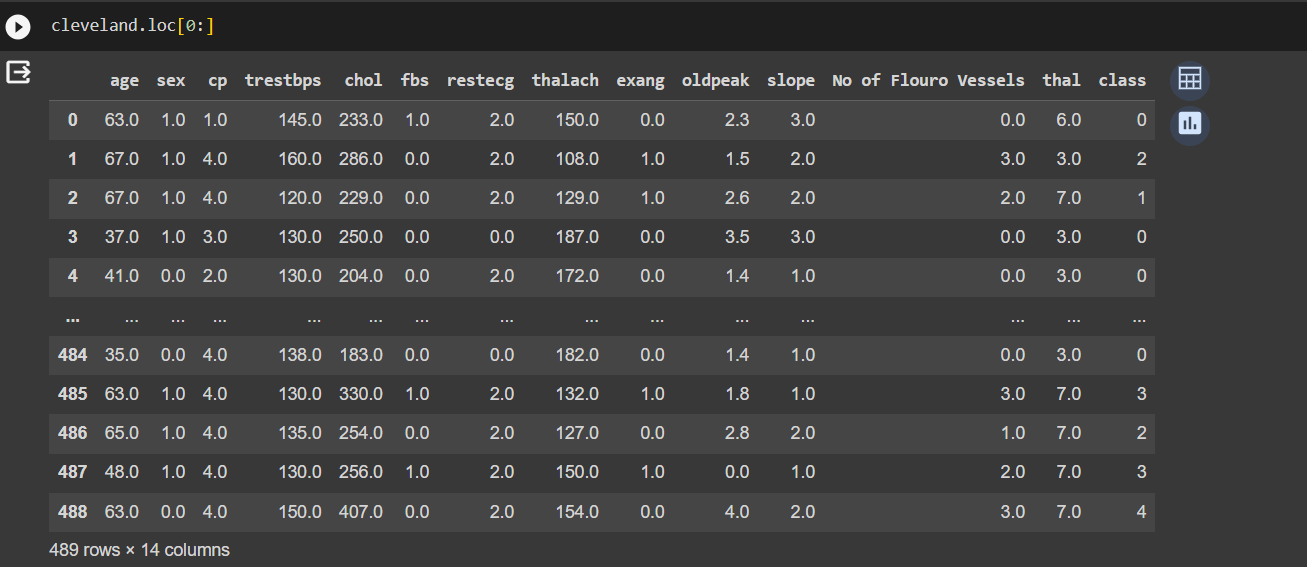 cleveland.loc[0:]
age sex cp trestbps chol fbs restecg thalach exang oldpeak slope No of Flouro Vessels thal class
0 63.0 1.0 1.0 145.0 233.0 1.0 2.0 150.0 0.0 2.3 3.0 0.0 6.0 0
1 67.0 1.0 4.0 160.0 286.0 0.0 2.0 108.0 1.0 1.5 2.0 3.0 3.0 2
2 67.0 1.0 4.0 120.0 229.0 0.0 2.0 129.0 1.0 2.6 2.0 2.0 7.0 1
3 37.0 1.0 3.0 130.0 250.0 0.0 0.0 187.0 0.0 3.5 3.0 0.0 3.0 0
4 41.0 0.0 2.0 130.0 204.0 0.0 2.0 172.0 0.0 1.4 1.0 0.0 3.0 0
... ... ... ... ... ... ... ... ... ... ... ... ... ... ...
484 35.0 0.0 4.0 138.0 183.0 0.0 0.0 182.0 0.0 1.4 1.0 0.0 3.0 0
485 63.0 1.0 4.0 130.0 330.0 1.0 2.0 132.0 1.0 1.8 1.0 3.0 7.0 3
486 65.0 1.0 4.0 135.0 254.0 0.0 2.0 127.0 0.0 2.8 2.0 1.0 7.0 2
487 48.0 1.0 4.0 130.0 256.0 1.0 2.0 150.0 1.0 0.0 1.0 2.0 7.0 3
488 63.0 0.0 4.0 150.0 407.0 0.0 2.0 154.0 0.0 4.0 2.0 3.0 7.0 4
489 rows × 14 columns